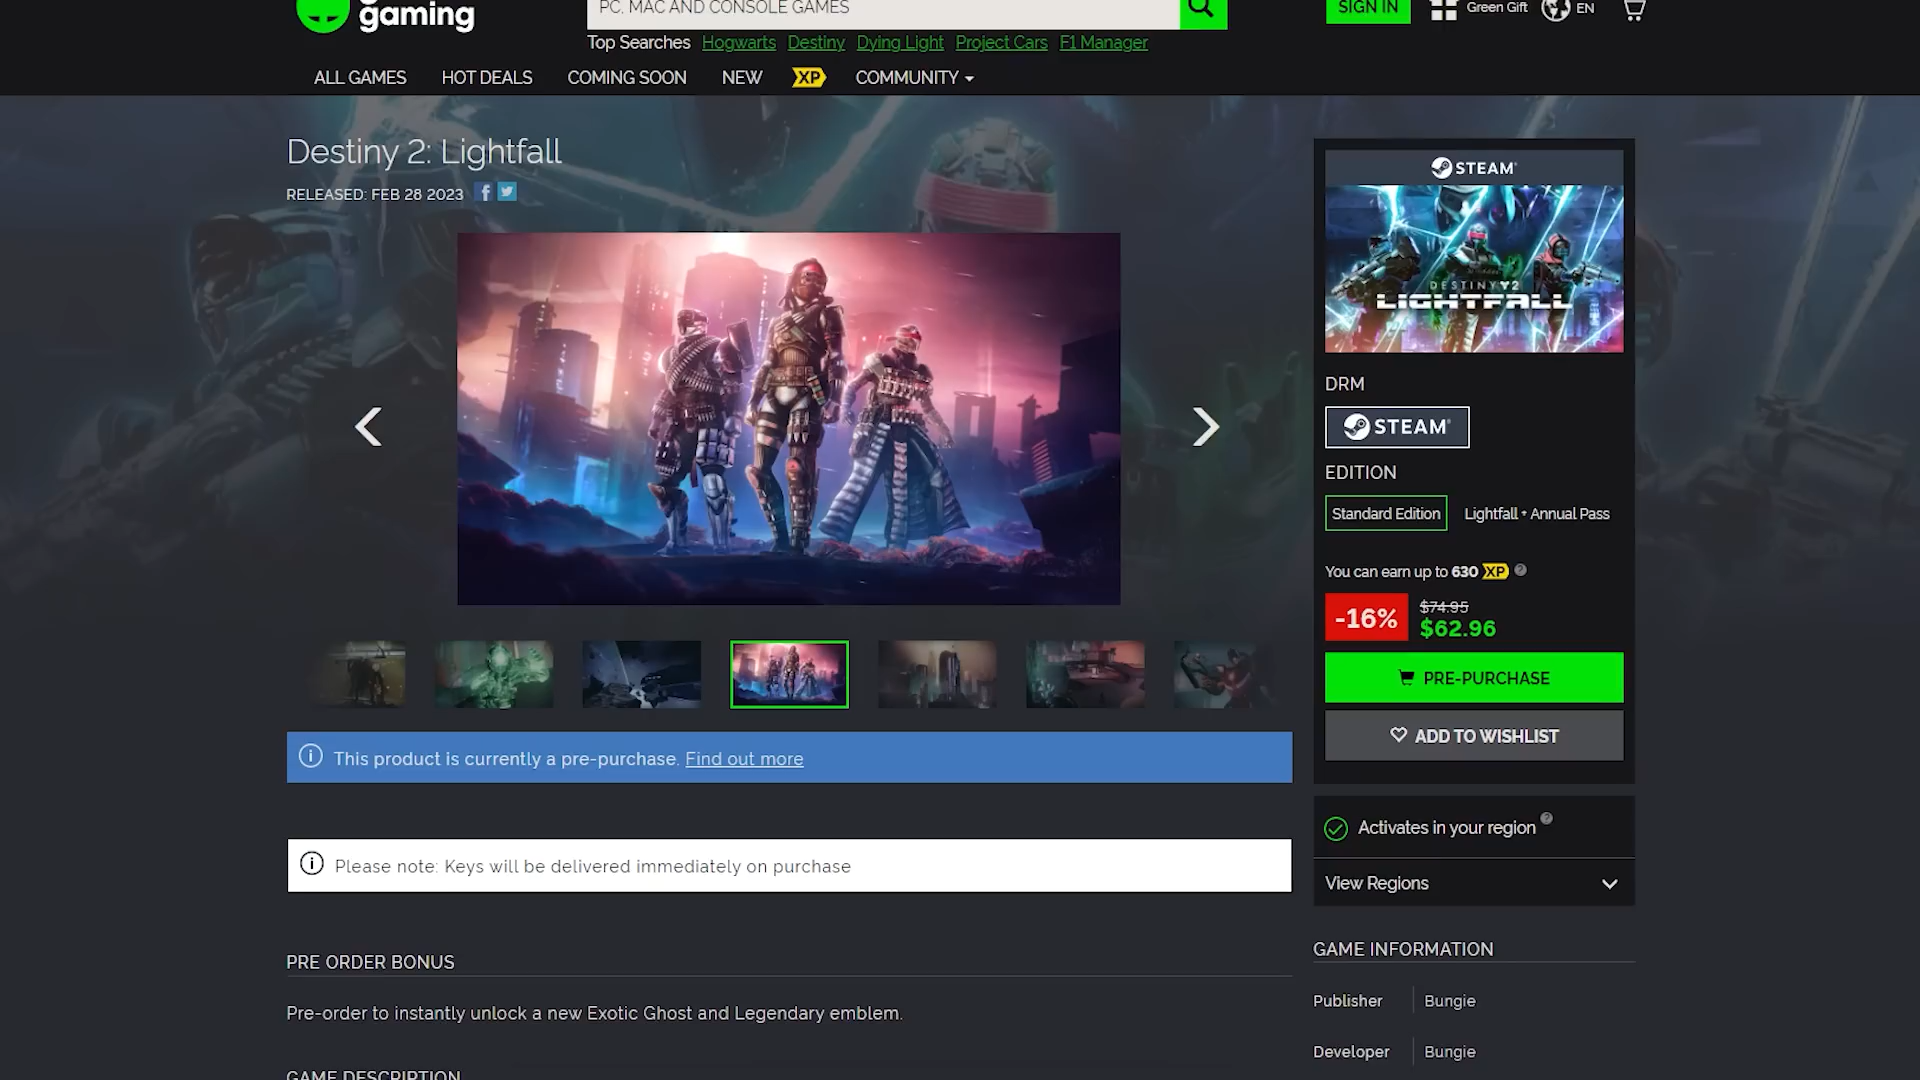 gaming
PC, MAC AND CONSOLE GAMES
SIGN IN
Green Gift
EN
Top Searches Hogwarts Destiny Dying Light Project Cars F1 Manager
ALL GAMES HOT DEALS COMING SOON NEW XP COMMUNITY
Destiny 2: Lightfall
RELEASED: FEB 28 2023
STEAM
DESTINY 2
LIGHTFALL
DRM
STEAM
EDITION
Standard Edition Lightfall + Annual Pass
You can earn up to 630 XP
-16% $74.95
$62.96
PRE-PURCHASE
ADD TO WISHLIST
This product is currently a pre-purchase. Find out more
Activates in your region
Please note: Keys will be delivered immediately on purchase
View Regions
PRE ORDER BONUS
Pre-order to instantly unlock a new Exotic Ghost and Legendary emblem.
GAME DESCRIPTION
GAME INFORMATION
Publisher Bungie
Developer Bungie